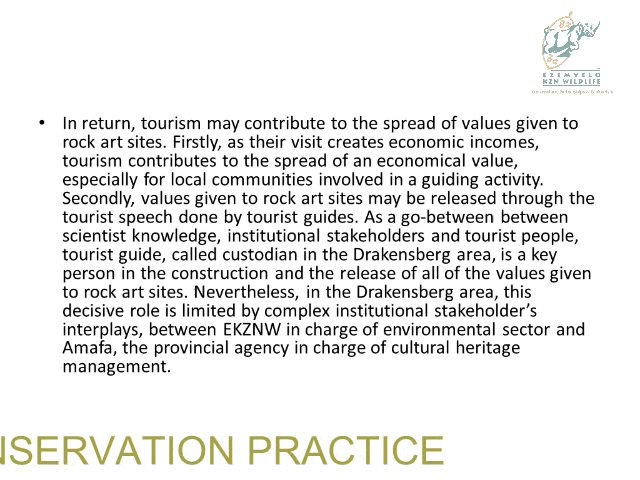 EZEMVELO
KZN WILDLIFE
• In return, tourism may contribute to the spread of values given to
rock art sites. Firstly, as their visit creates economic incomes,
tourism contributes to the spread of an economical value,
especially for local communities involved in a guiding activity.
Secondly, values given to rock art sites may be released through the
tourist speech done by tourist guides. As a go-between between
scientist knowledge, institutional stakeholders and tourist people,
tourist guide, called custodian in the Drakensberg area, is a key
person in the construction and the release of all of the values given
to rock art sites. Nevertheless, in the Drakensberg area, this
decisive role is limited by complex institutional stakeholder’s
interplays, between EKZNW in charge of environmental sector and
Amafa, the provincial agency in charge of cultural heritage
management.
NSERVATION PRACTICE